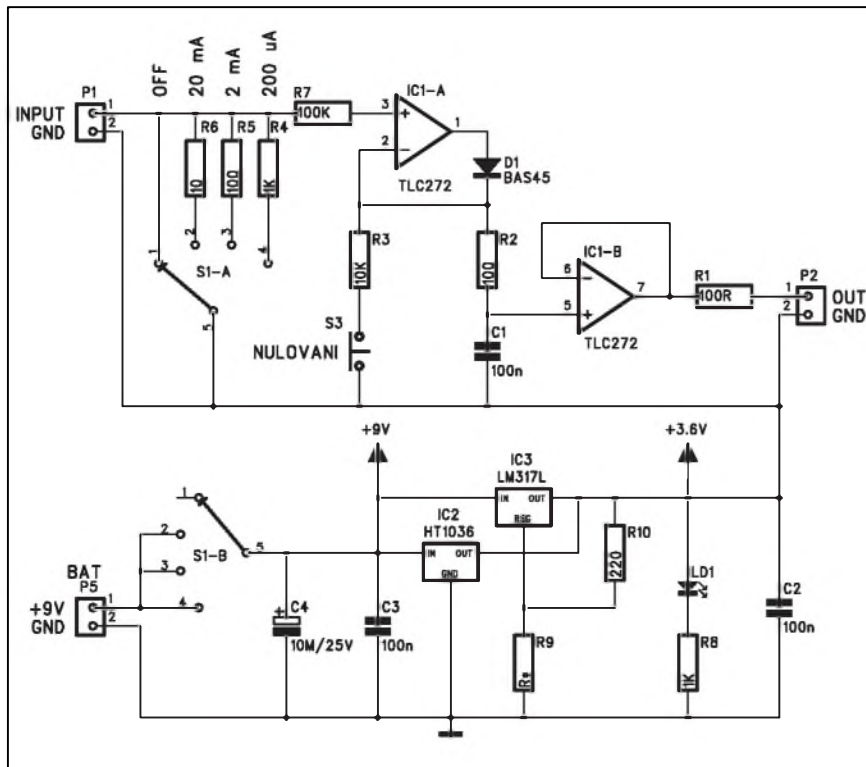 OFF
20 mA
2 mA
200 uA
P1
INPUT
GND
1
2
R6
10
R5
100
R4
1K
R7
100K
IC1-A
3
+
2
−
1
TLC272
D1
BAS45
1
2
3
4
S1-A
5
R3
10K
R2
100
S3
NULOVANI
C1
100n
IC1-B
6
−
5
+
7
TLC272
R1
100R
P2
1
2
OUT
GND
+9V
+3.6V
IC3
LM317L
IN
OUT
REG
IC2
HT1036
IN
OUT
GND
R10
220
1
2
3
4
S1-B
5
BAT
P5
+9V
GND
1
2
+
C4
10M/25V
C3
100n
R9
R*
LD1
R8
1K
C2
100n